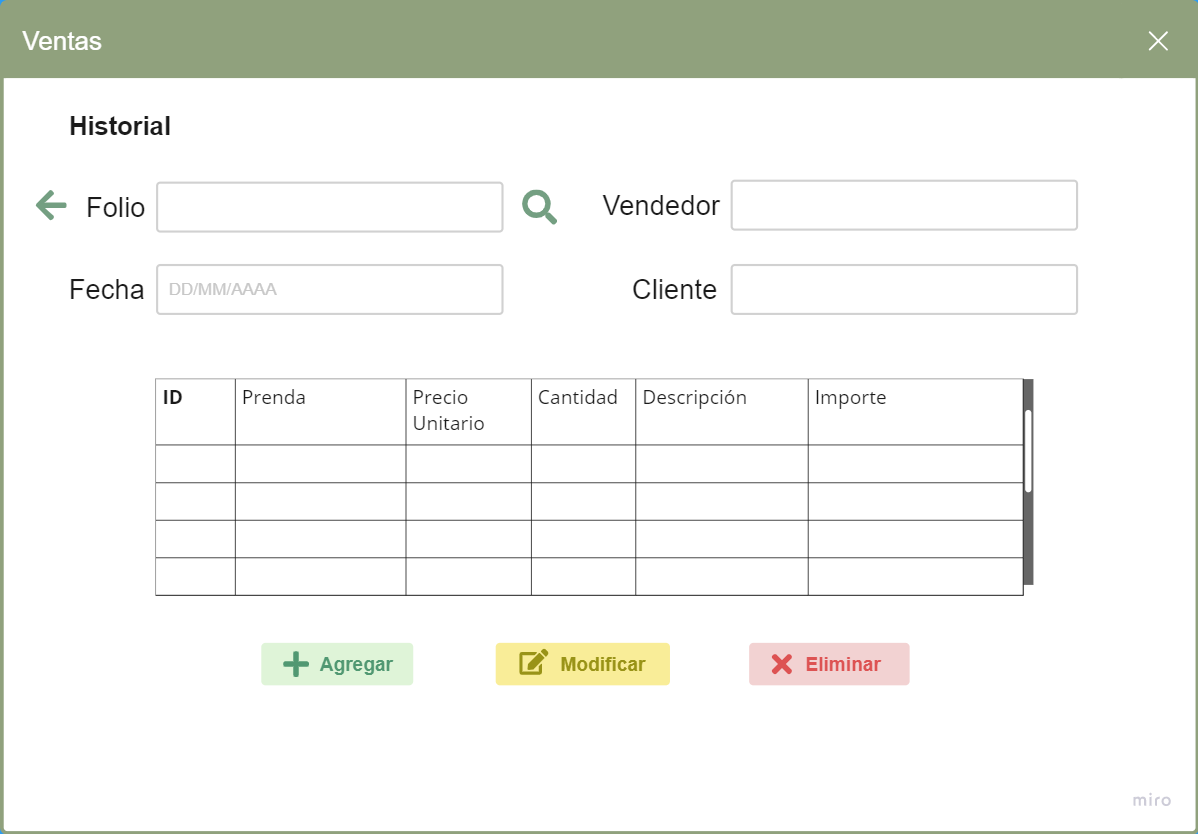 Ventas
Historial
Folio
Vendedor
Fecha
DD/MM/AAAA
Cliente
ID
Prenda
Precio
Unitario
Cantidad
Descripción
Importe
Agregar
Modificar
Eliminar
miro